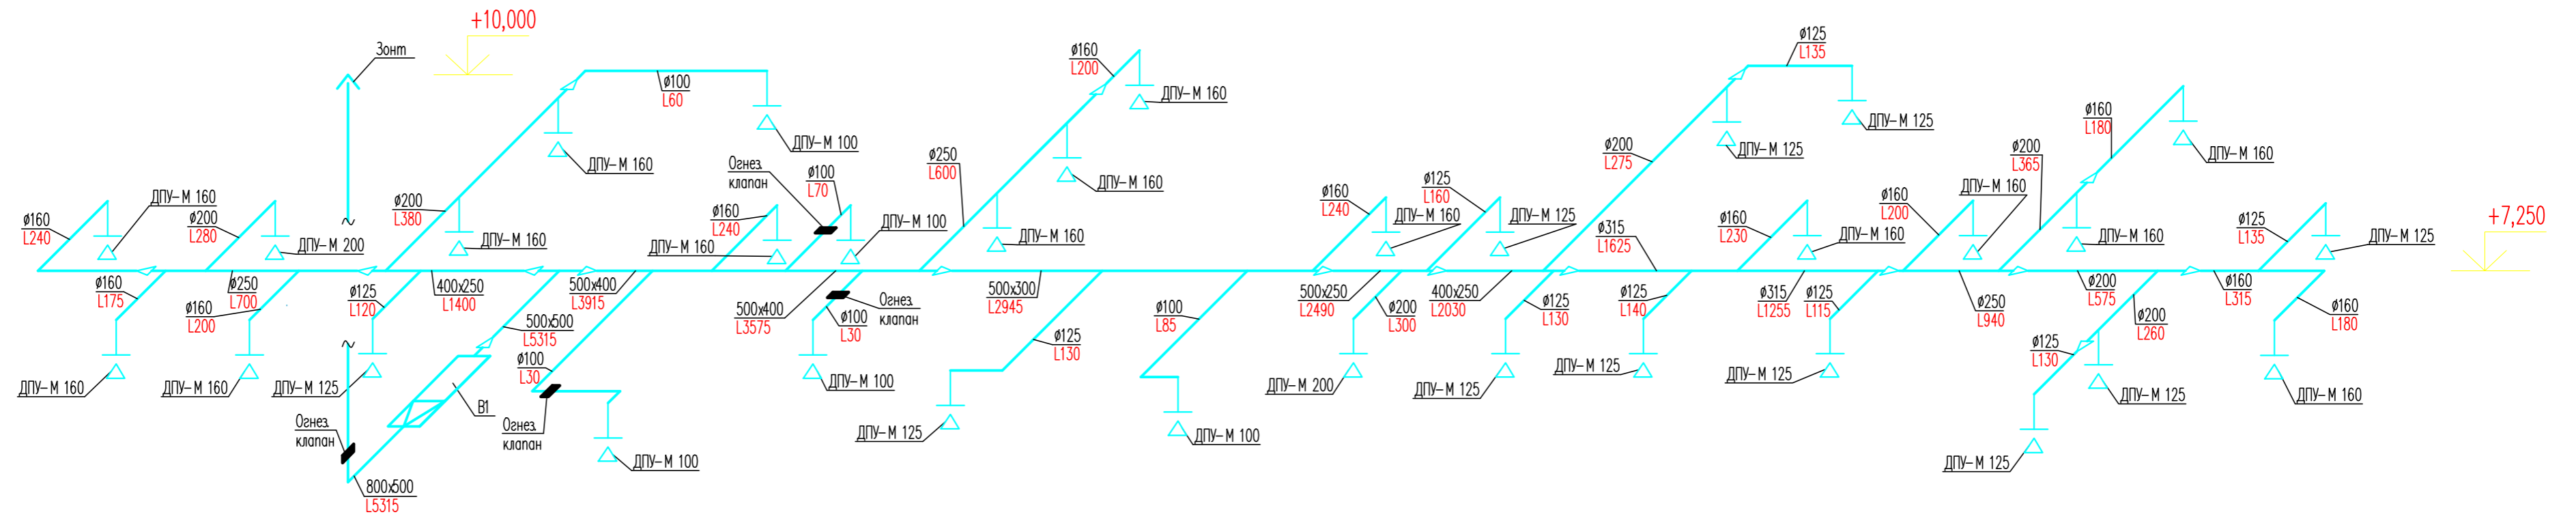 +10,000
Зонт
ø160
L200
ø125
L135
ø100
L60
ДПУ-М 160
ДПУ-М 125
ø160
L180
ДПУ-М 100
ДПУ-М 160
Огнез.
клапан
ø100
L70
ø250
L600
ДПУ-М 160
ø200
L275
ДПУ-М 125
ø200
L365
ДПУ-М 160
ДПУ-М 160
ø160
L240
ø200
L280
ДПУ-М 200
ø200
L380
ДПУ-М 160
ø160
L240
ДПУ-М 160
ДПУ-М 100
ДПУ-М 160
ø160
L240
ДПУ-М 160
ø125
L160
ДПУ-М 125
ø315
L1625
ø160
L230
ДПУ-М 160
ø160
L200
ДПУ-М 160
ДПУ-М 160
ø125
L135
ДПУ-М 125
+7,250
ø160
L175
ø160
L200
ø250
L700
ø125
L120
400x250
L1400
500x500
L5315
500x400
L3915
500x400
L3575
ø100
L30
Огнез.
клапан
500x300
L2945
ø125
L130
ø100
L85
500x250
L2490
ø200
L300
400x250
L2030
ø125
L130
ø125
L140
ø315
L1255
ø125
L115
ø250
L940
ø200
L575
ø125
L130
ø200
L260
ø160
L315
ø160
L180
ДПУ-М 160
ДПУ-М 160
ДПУ-М 125
ø100
L30
ДПУ-М 100
ДПУ-М 200
ДПУ-М 125
ДПУ-М 125
ДПУ-М 125
ДПУ-М 125
ДПУ-М 160
Огнез.
клапан
В1
Огнез.
клапан
ДПУ-М 100
ДПУ-М 125
ДПУ-М 100
ДПУ-М 125
800x500
L5315